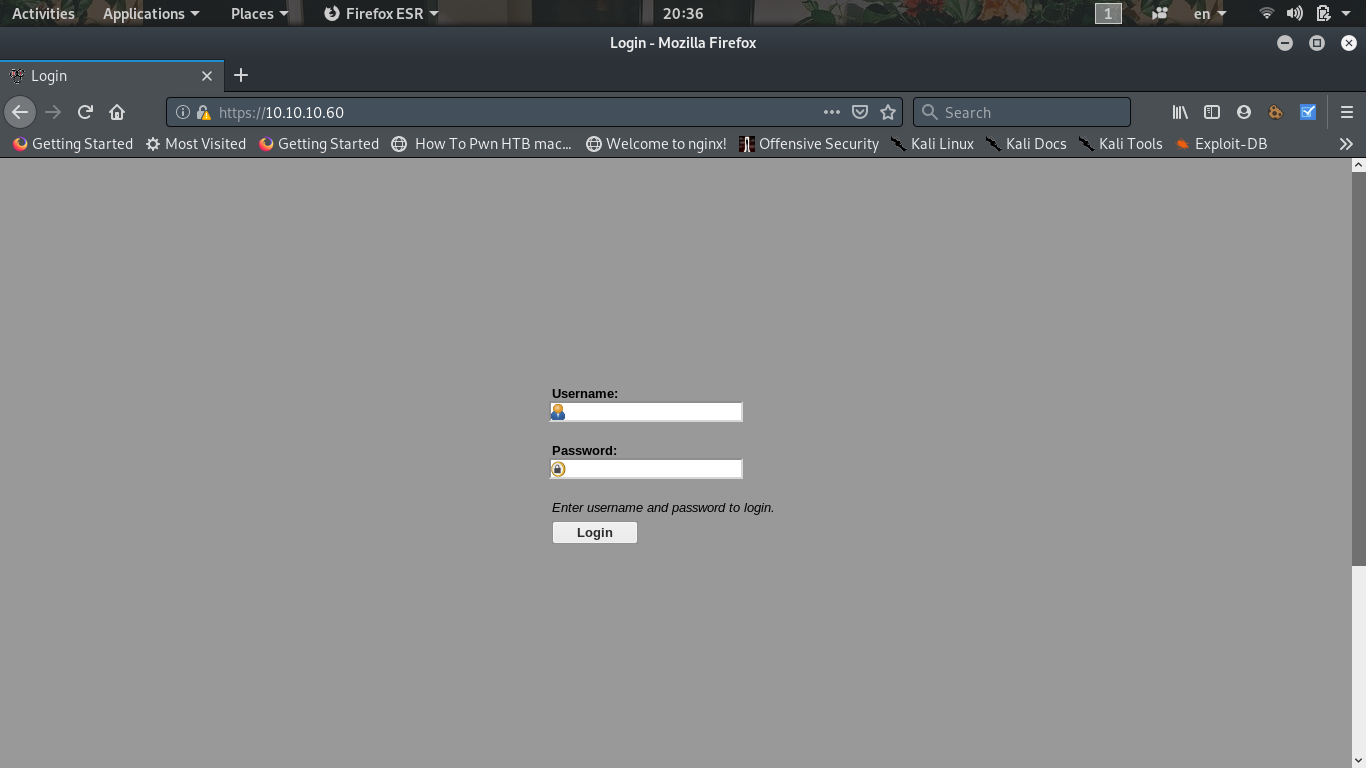 Activities Applications Places Firefox ESR 20:36 1 en
Login - Mozilla Firefox
Login
https://10.10.10.60 Search
Getting Started Most Visited Getting Started How To Pwn HTB mac... Welcome to nginx! Offensive Security Kali Linux Kali Docs Kali Tools Exploit-DB
Username:
Password:
Enter username and password to login.
Login